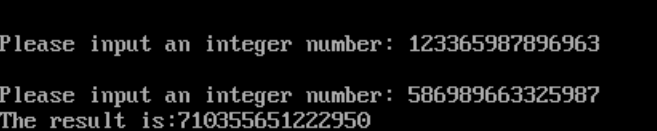 Please input an integer number: 123365987896963
Please input an integer number: 586989663325987
The result is:710355651222950